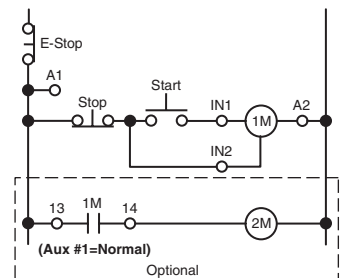 E-Stop
A1
Stop
Start
IN1
1M
A2
IN2
13
1M
14
2M
(Aux #1=Normal)
Optional